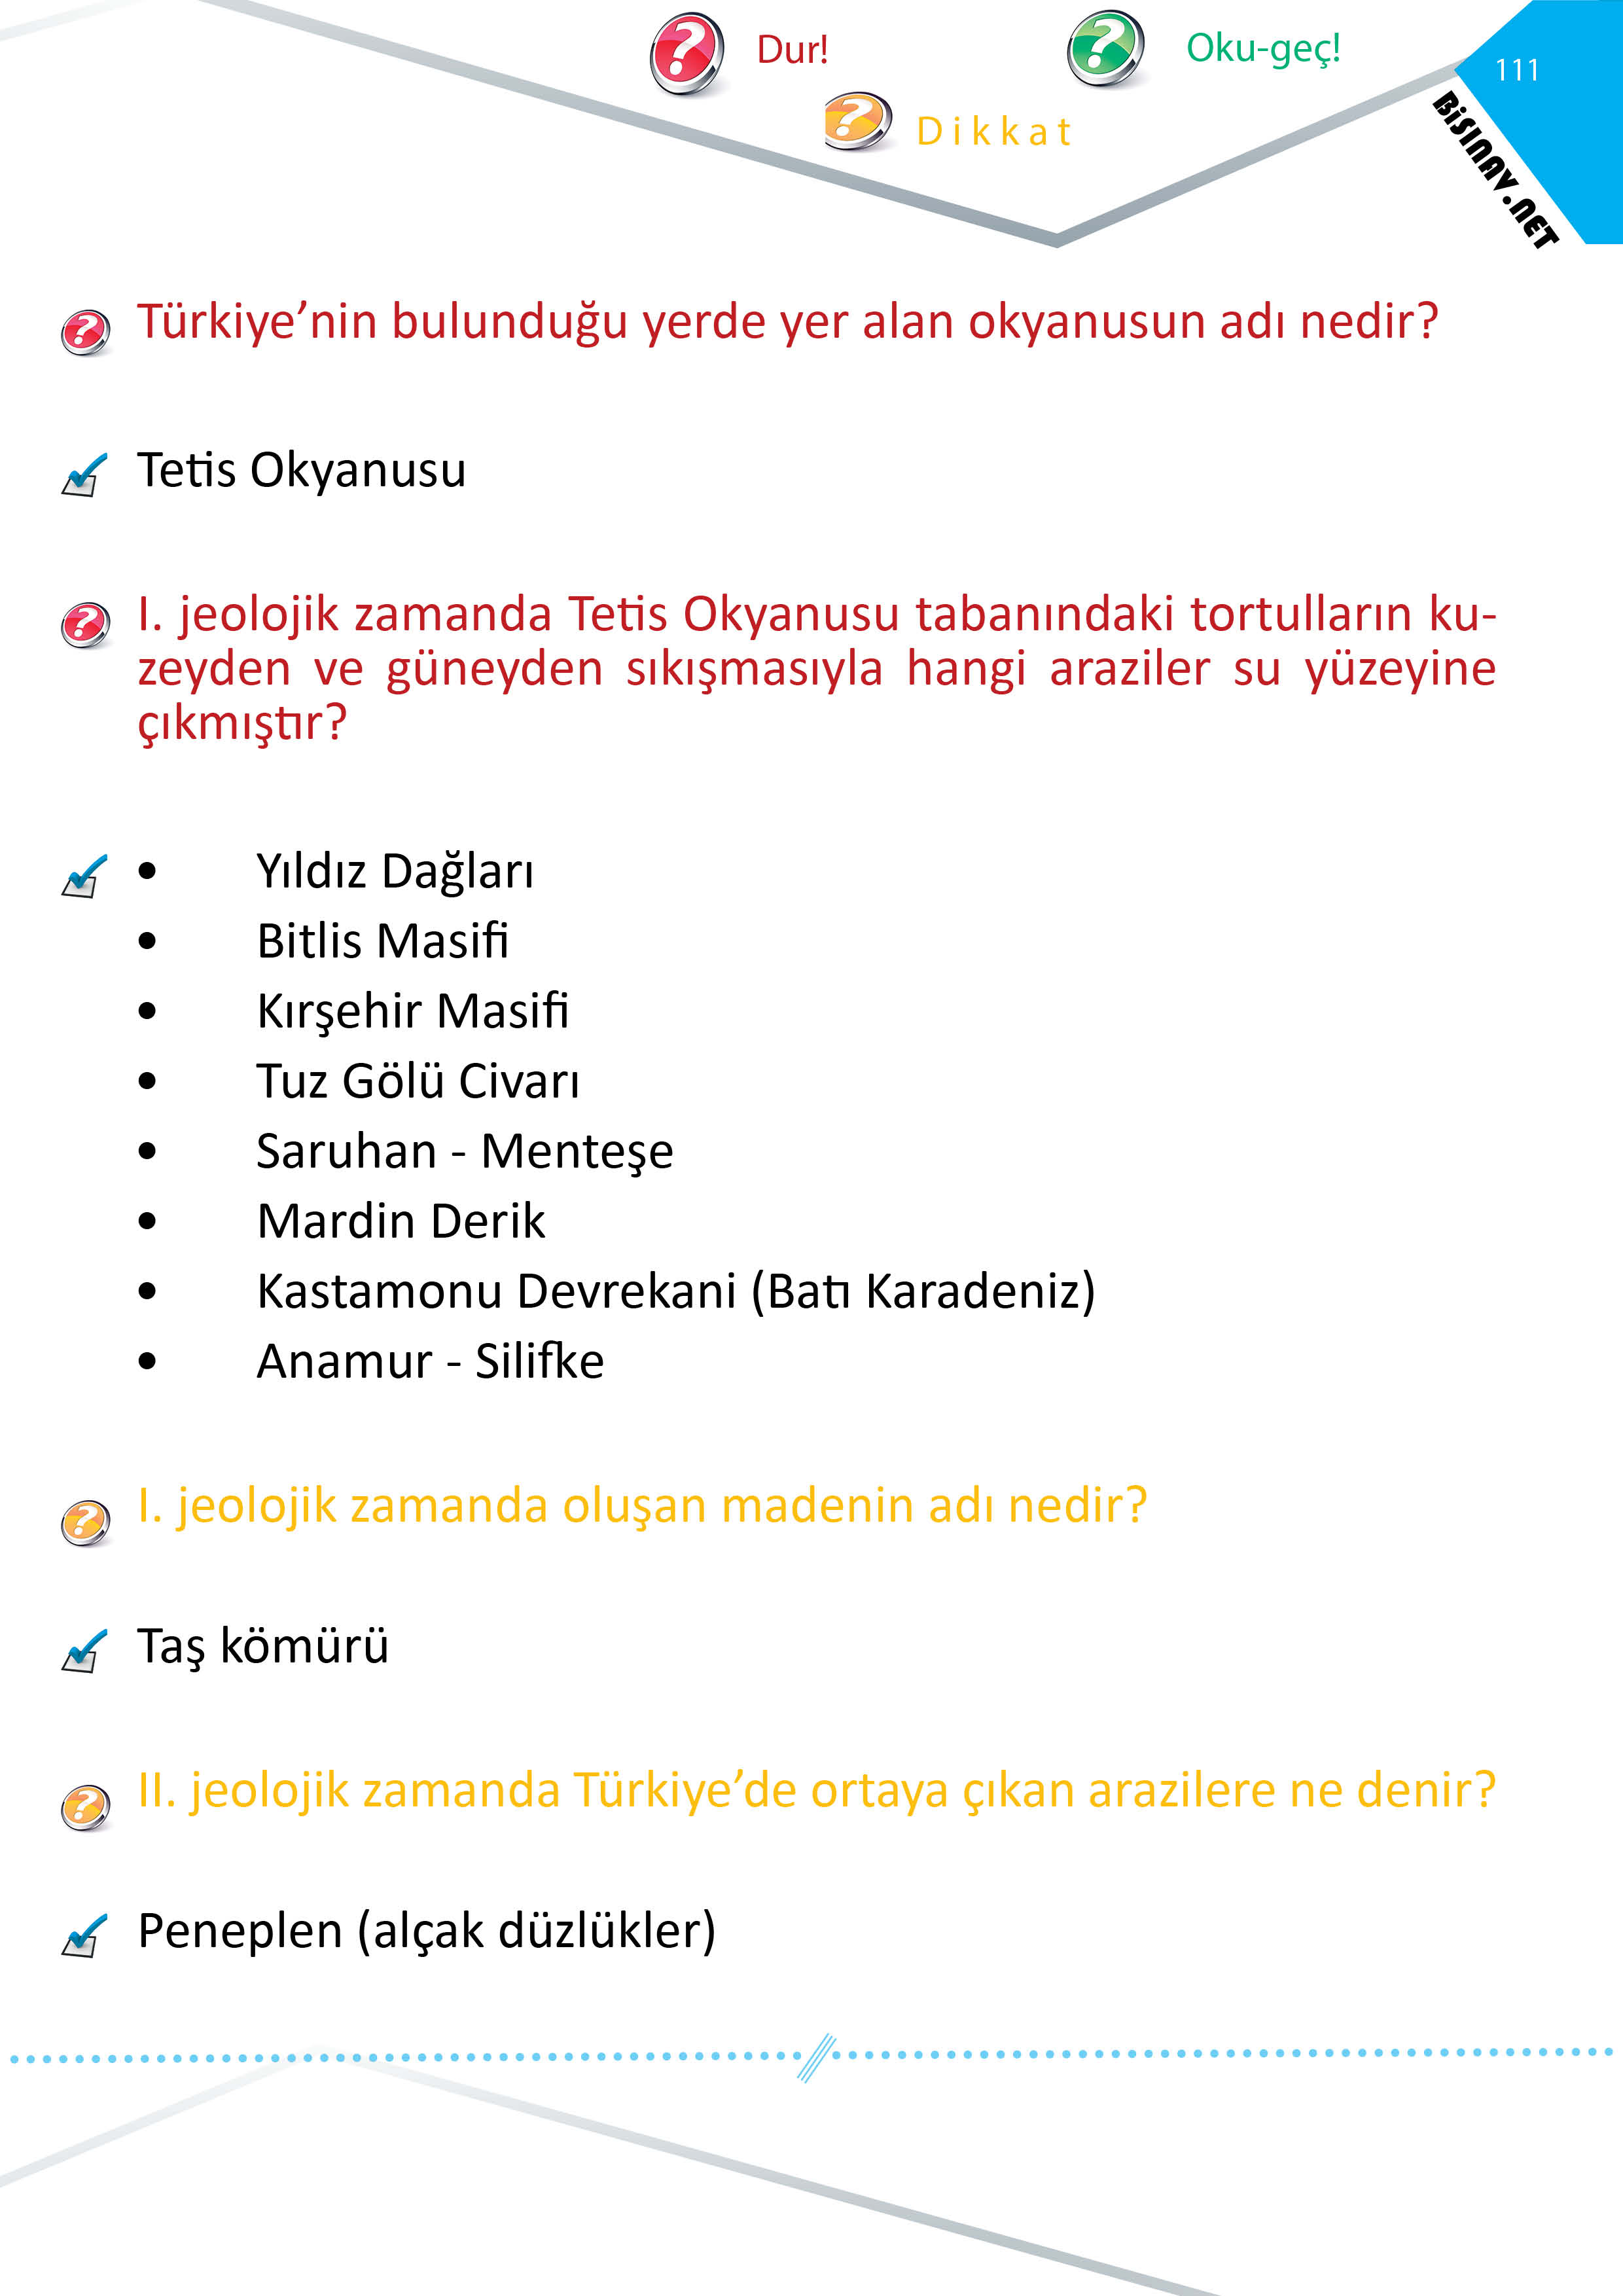 Dur!
Oku-geç!
Dikkat
111
BiSINAV.NET
Türkiye’nin bulunduğu yerde yer alan okyanusun adı nedir?
Tetis Okyanusu
I. jeolojik zamanda Tetis Okyanusu tabanındaki tortulların ku-
zeyden ve güneyden sıkışmasıyla hangi araziler su yüzeyine
çıkmıştır?
• Yıldız Dağları
• Bitlis Masifi
• Kırşehir Masifi
• Tuz Gölü Civarı
• Saruhan - Menteşe
• Mardin Derik
• Kastamonu Devrekani (Batı Karadeniz)
• Anamur - Silifke
I. jeolojik zamanda oluşan madenin adı nedir?
Taş kömürü
II. jeolojik zamanda Türkiye’de ortaya çıkan arazilere ne denir?
Peneplen (alçak düzlükler)